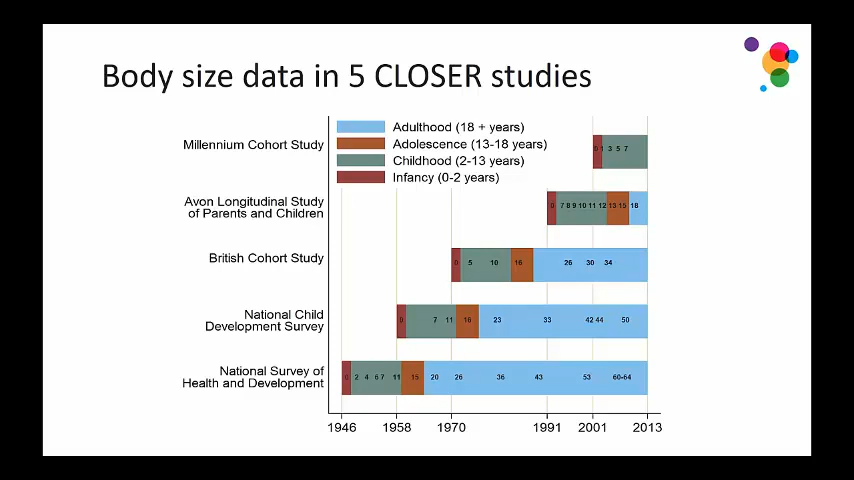 Body size data in 5 CLOSER studies
Adulthood (18 + years)
Adolescence (13-18 years)
Childhood (2-13 years)
Infancy (0-2 years)
Millennium Cohort Study
0 1 3 5 7
Avon Longitudinal Study
of Parents and Children
0 7 8 9 10 11 12 13 15 18
British Cohort Study
0 5 10 16 26 30 34
National Child
Development Survey
0 7 11 16 23 33 42 44 50
National Survey of
Health and Development
0 2 4 6 7 11 15 20 26 36 43 53 60-64
1946 1958 1970 1991 2001 2013